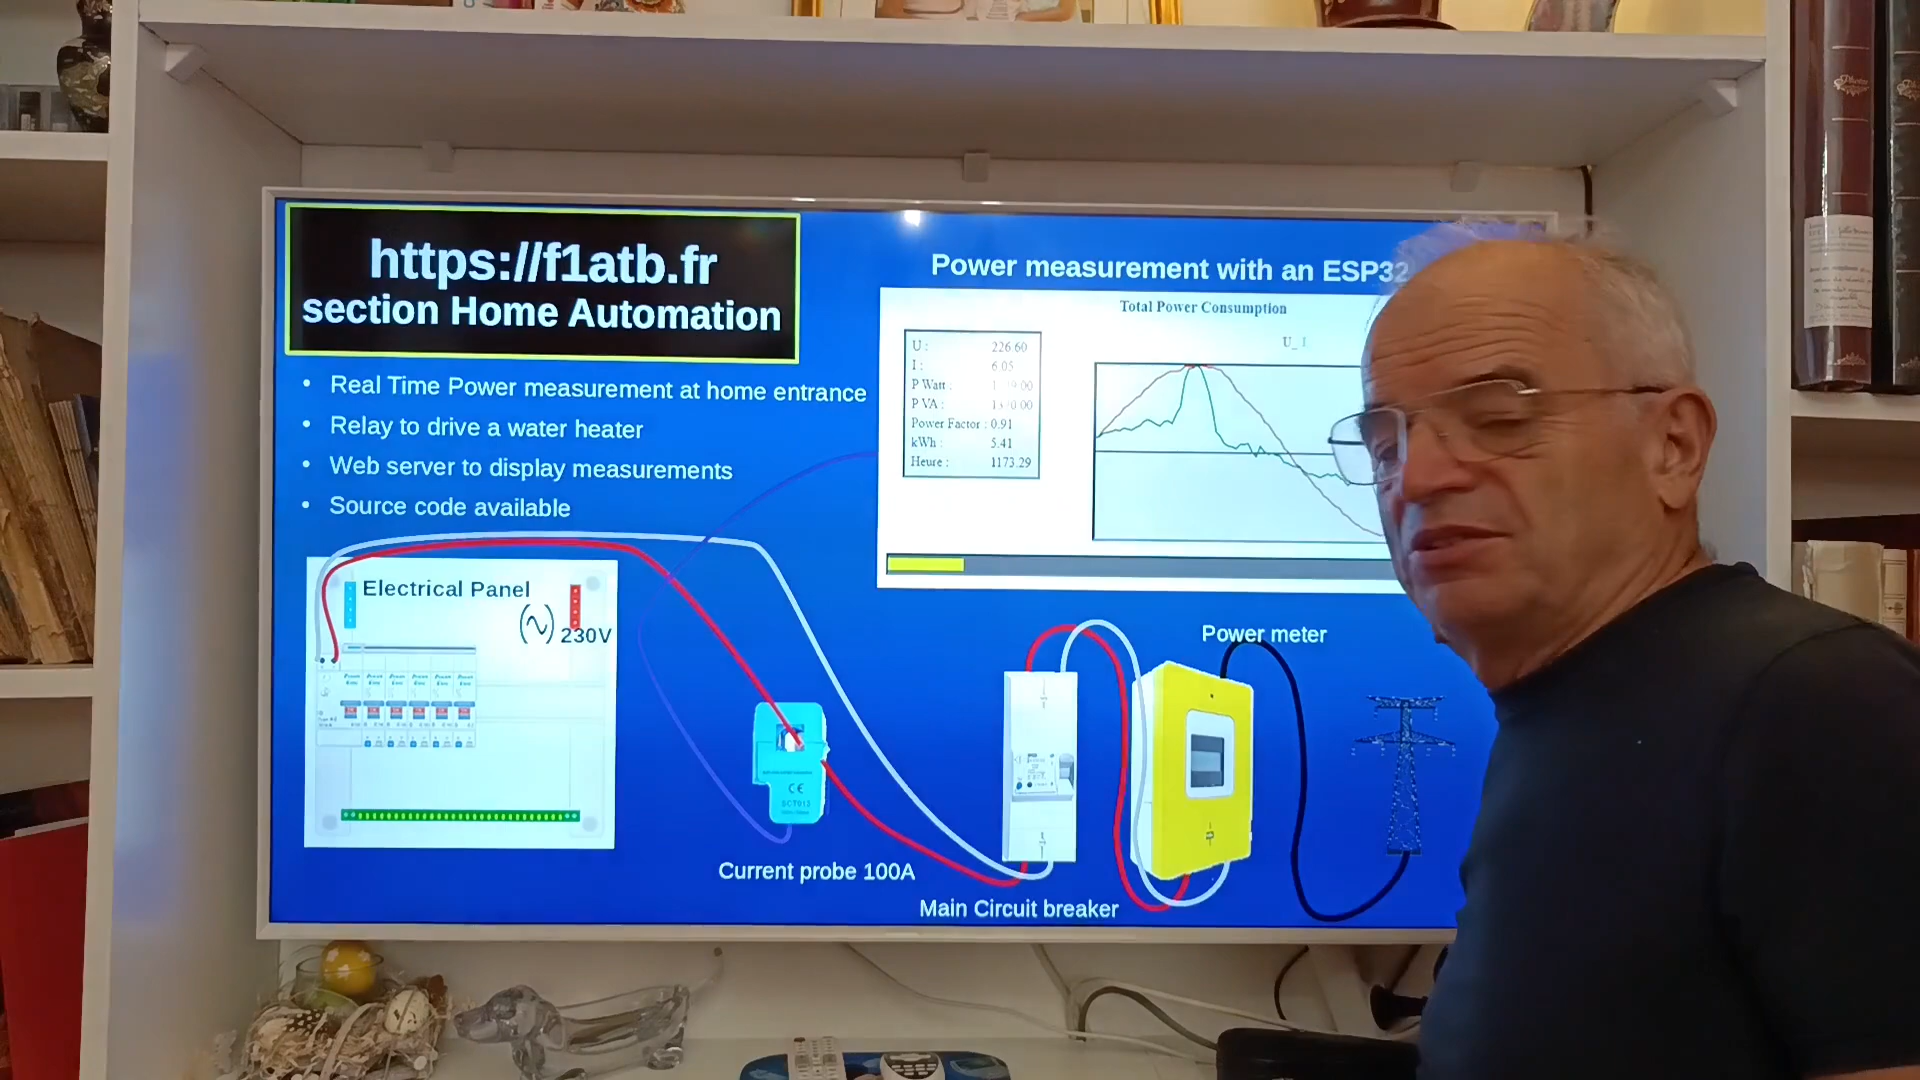 https://f1atb.fr
section Home Automation
• Real Time Power measurement at home entrance
• Relay to drive a water heater
• Web server to display measurements
• Source code available
Power measurement with an ESP32
Total Power Consumption
U_ I
U : 226.60
I : 6.05
P Watt :
P VA :
Power Factor : 0.91
kWh : 5.41
Heure : 1173.29
Electrical Panel
230V
CE
SCT013
Current probe 100A
Main Circuit breaker
Power meter